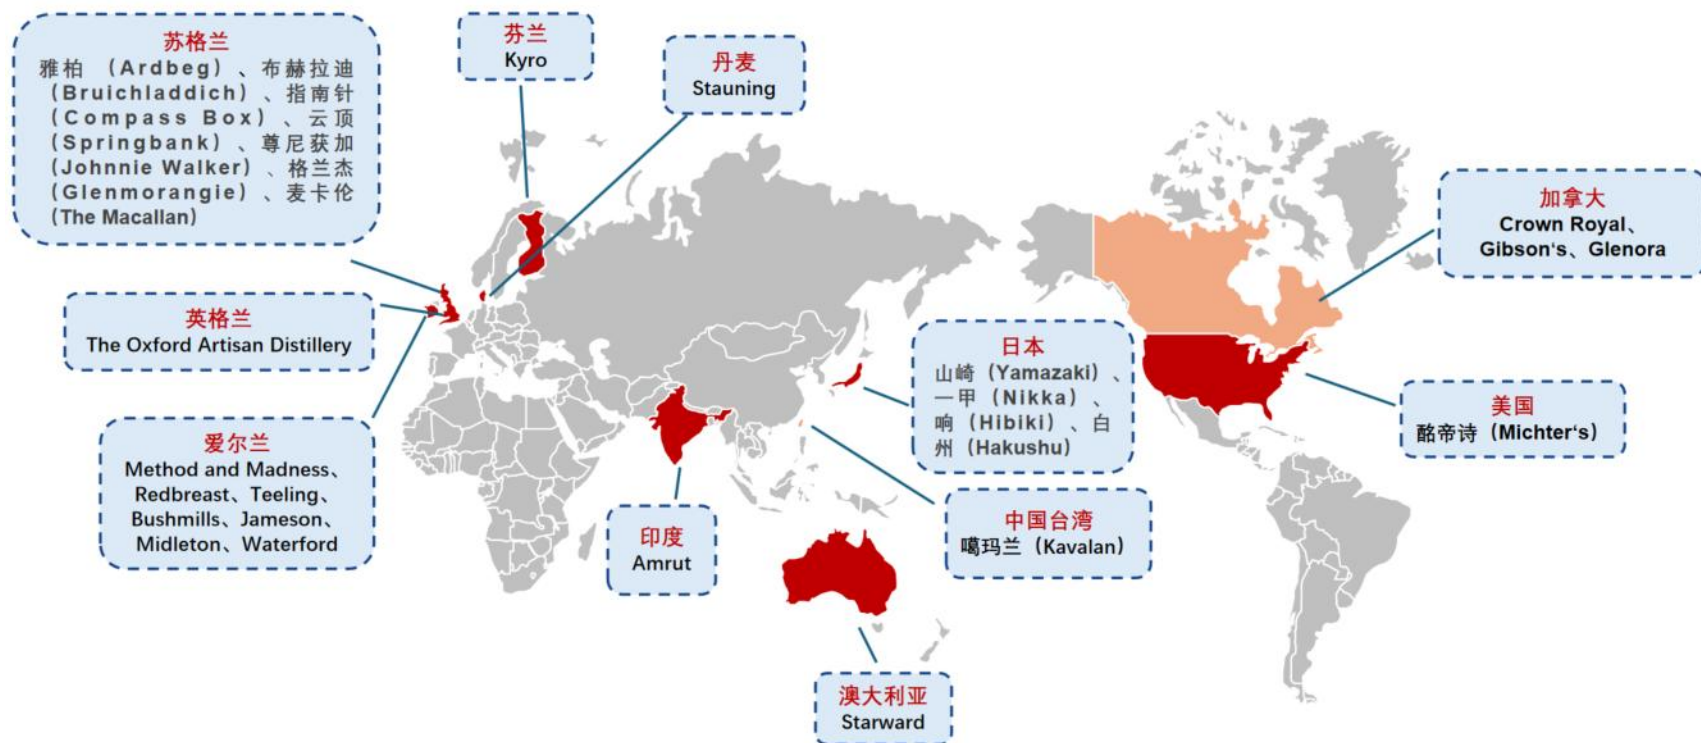 苏格兰
雅柏 （Ardbeg）、布赫拉迪
（Bruichladdich）、指南针
（Compass Box）、云顶
（Springbank）、尊尼获加
（Johnnie Walker）、格兰杰
（Glenmorangie）、麦卡伦
（The Macallan）
芬兰
Kyro
丹麦
Stauning
英格兰
The Oxford Artisan Distillery
爱尔兰
Method and Madness、
Redbreast、Teeling、
Bushmills、Jameson、
Midleton、Waterford
印度
Amrut
日本
山崎（Yamazaki）、
一甲（Nikka）、
响（Hibiki）、白
州（Hakushu）
中国台湾
噶玛兰（Kavalan）
澳大利亚
Starward
加拿大
Crown Royal、
Gibson‘s、Glenora
美国
酩帝诗（Michter‘s）